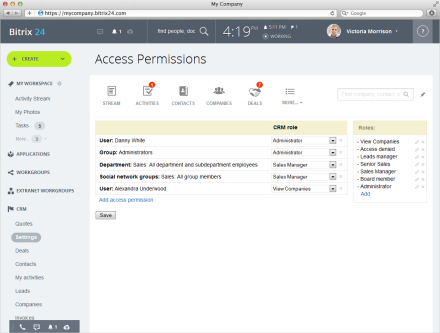 My Company
https://mycompany.bitrix24.com
Google
Bitrix 24
1
find people, doc
4:19 PM
5:11 PM 1
WORKING
Victoria Morrison
?
+ CREATE
Access Permissions
STREAM
ACTIVITIES
CONTACTS
COMPANIES
DEALS
MORE...
Find company, contact, c
MY WORKSPACE
Activity Stream
My Photos
Tasks 5
More... 3
APPLICATIONS
WORKGROUPS
EXTRANET WORKGROUPS
CRM
Quotes
Settings
Deals
Contacts
My activities
Leads
Companies
Invoices
1
CRM role
User: Danny White Administrator
Group: Administrators Administrator
Department: Sales. All department and subdepartment employees Sales Manager
Social network groups: Sales: All group members Sales Manager
User: Alexandra Underwood View Companies
Add access permission
Save
Roles:
- View Companies
- Access denied
- Leads manager
- Senior Sales
- Sales Manager
- Board member
- Administrator
Add